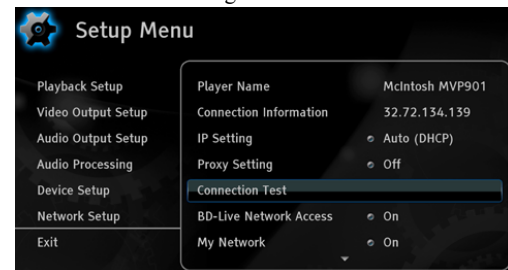 Setup Menu
Playback Setup
Video Output Setup
Audio Output Setup
Audio Processing
Device Setup
Network Setup
Exit
Player Name McIntosh MVP901
Connection Information 32.72.134.139
IP Setting Auto (DHCP)
Proxy Setting Off
Connection Test
BD-Live Network Access On
My Network On